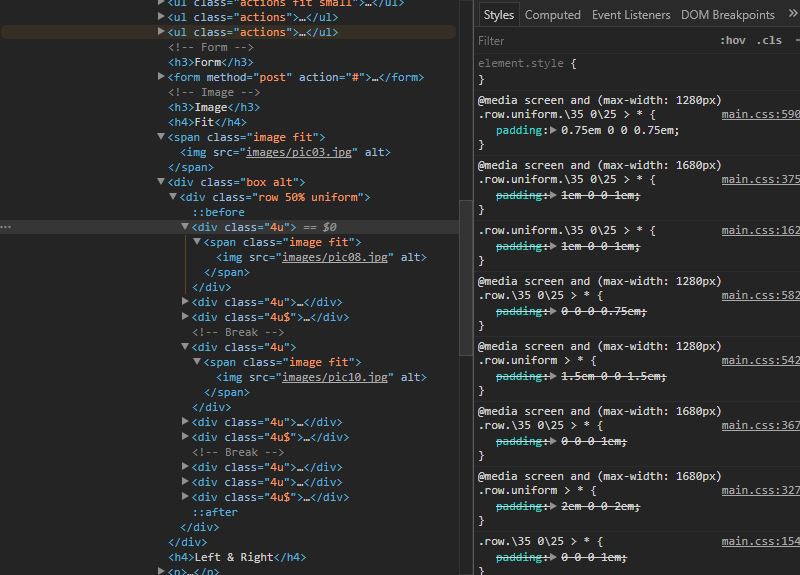 <ul class="actions fit small">…</ul>
<ul class="actions">…</ul>
<ul class="actions">…</ul>
<!-- Form -->
<h3>Form</h3>
<form method="post" action="#">…</form>
<!-- Image -->
<h3>Image</h3>
<h4>Fit</h4>
<span class="image fit">
<img src="images/pic03.jpg" alt>
</span>
<div class="box alt">
<div class="row 50% uniform">
::before
… <div class="4u"> == $0
<span class="image fit">
<img src="images/pic08.jpg" alt>
</span>
</div>
<div class="4u">…</div>
<div class="4u$">…</div>
<!-- Break -->
<div class="4u">
<span class="image fit">
<img src="images/pic10.jpg" alt>
</span>
</div>
<div class="4u">…</div>
<div class="4u$">…</div>
<!-- Break -->
<div class="4u">…</div>
<div class="4u">…</div>
<div class="4u$">…</div>
::after
</div>
</div>
<h4>Left & Right</h4>
<p>…</p>
Styles Computed Event Listeners DOM Breakpoints »
Filter :hov .cls
element.style {
}
@media screen and (max-width: 1280px)
.row.uniform.\35 0\25 > * { main.css:590
padding: 0.75em 0 0 0.75em;
}
@media screen and (max-width: 1680px)
.row.uniform.\35 0\25 > * { main.css:375
padding: 1em 0 0 1em;
}
.row.uniform.\35 0\25 > * { main.css:162
padding: 1em 0 0 1em;
}
@media screen and (max-width: 1280px)
.row.\35 0\25 > * { main.css:582
padding: 0 0 0 0.75em;
}
@media screen and (max-width: 1280px)
.row.uniform > * { main.css:542
padding: 1.5em 0 0 1.5em;
}
@media screen and (max-width: 1680px)
.row.\35 0\25 > * { main.css:367
padding: 0 0 0 1em;
}
@media screen and (max-width: 1680px)
.row.uniform > * { main.css:327
padding: 2em 0 0 2em;
}
.row.\35 0\25 > * { main.css:154
padding: 0 0 0 1em;
}